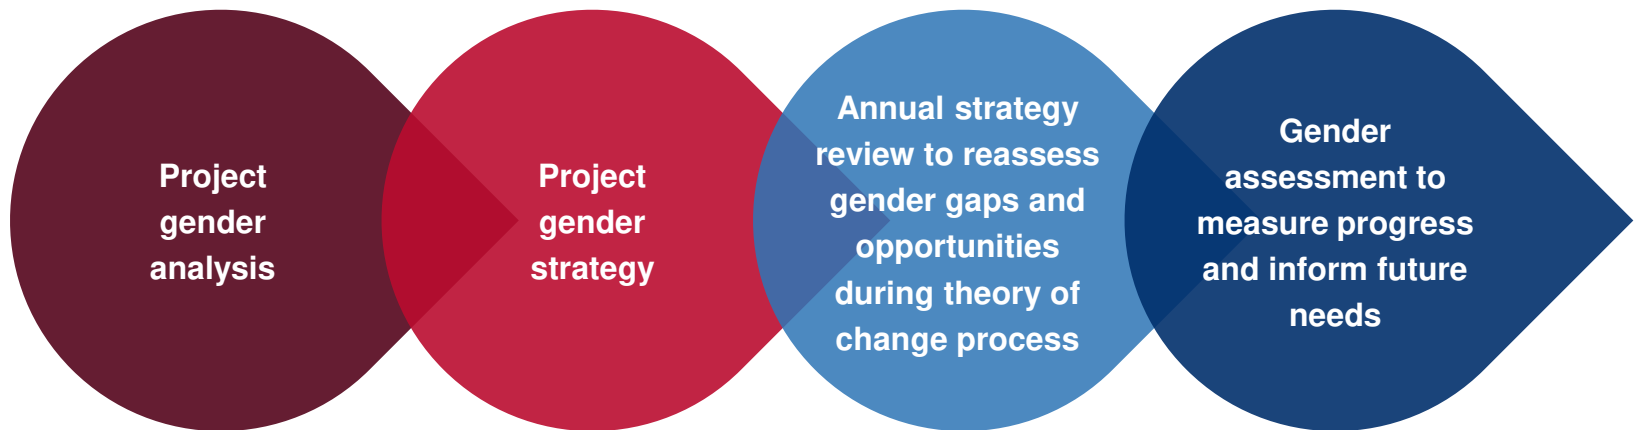 Project
gender
analysis
Project
gender
strategy
Annual strategy
review to reassess
gender gaps and
opportunities
during theory of
change process
Gender
assessment to
measure progress
and inform future
needs